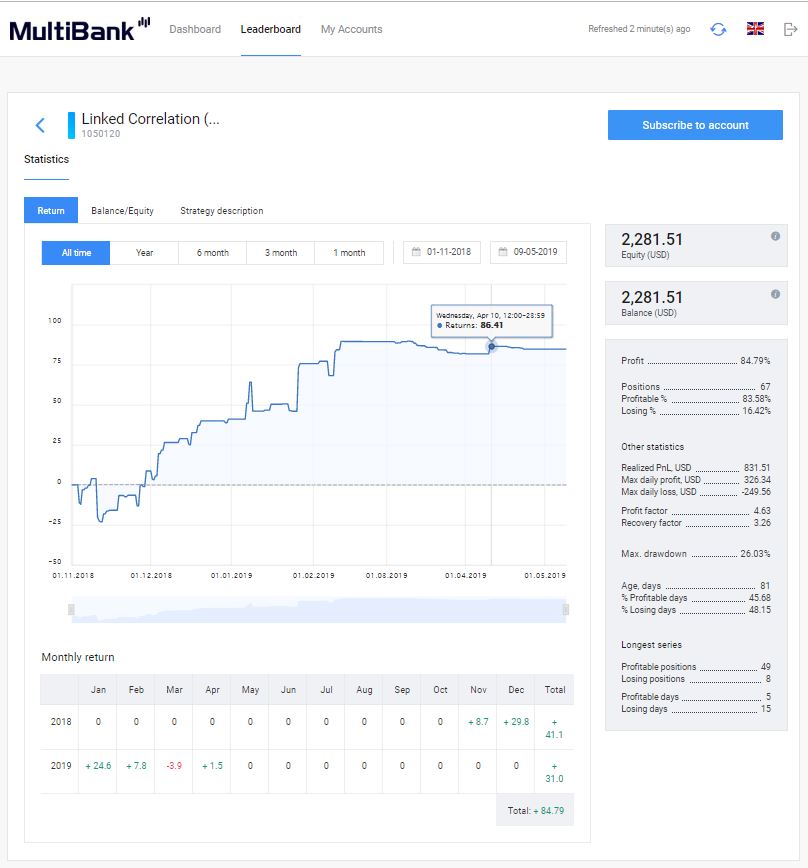 MultiBank Dashboard Leaderboard My Accounts Refreshed 2 minute(s) ago
Linked Correlation (...
1050120
Subscribe to account
Statistics
Return Balance/Equity Strategy description
All time Year 6 month 3 month 1 month 01-11-2018 09-05-2019
Wednesday, Apr 10, 12:00–23:59
Returns: 86.41
100
75
50
25
0
-25
-50
01.11.2018 01.12.2018 01.01.2019 01.02.2019 01.03.2019 01.04.2019 01.05.2019
Monthly return
Jan Feb Mar Apr May Jun Jul Aug Sep Oct Nov Dec Total
2018 0 0 0 0 0 0 0 0 0 0 + 8.7 + 29.8 + 41.1
2019 + 24.6 + 7.8 -3.9 + 1.5 0 0 0 0 0 0 0 0 + 31.0
Total: + 84.79
2,281.51
Equity (USD)
2,281.51
Balance (USD)
Profit 84.79%
Positions 67
Profitable % 83.58%
Losing % 16.42%
Other statistics
Realized PnL, USD 831.51
Max daily profit, USD 326.34
Max daily loss, USD -249.56
Profit factor 4.63
Recovery factor 3.26
Max. drawdown 26.03%
Age, days 81
% Profitable days 45.68
% Losing days 48.15
Longest series
Profitable positions 49
Losing positions 8
Profitable days 5
Losing days 15